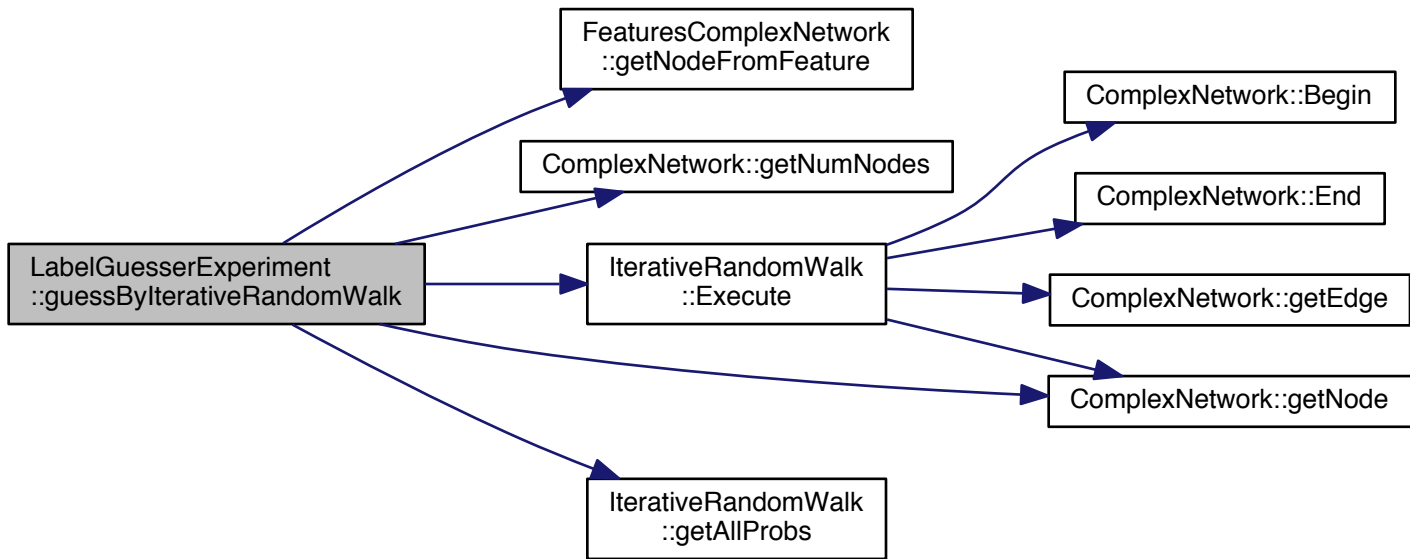 FeaturesComplexNetwork
::getNodeFromFeature
ComplexNetwork::Begin
ComplexNetwork::getNumNodes
ComplexNetwork::End
LabelGuesserExperiment
::guessByIterativeRandomWalk
IterativeRandomWalk
::Execute
ComplexNetwork::getEdge
ComplexNetwork::getNode
IterativeRandomWalk
::getAllProbs